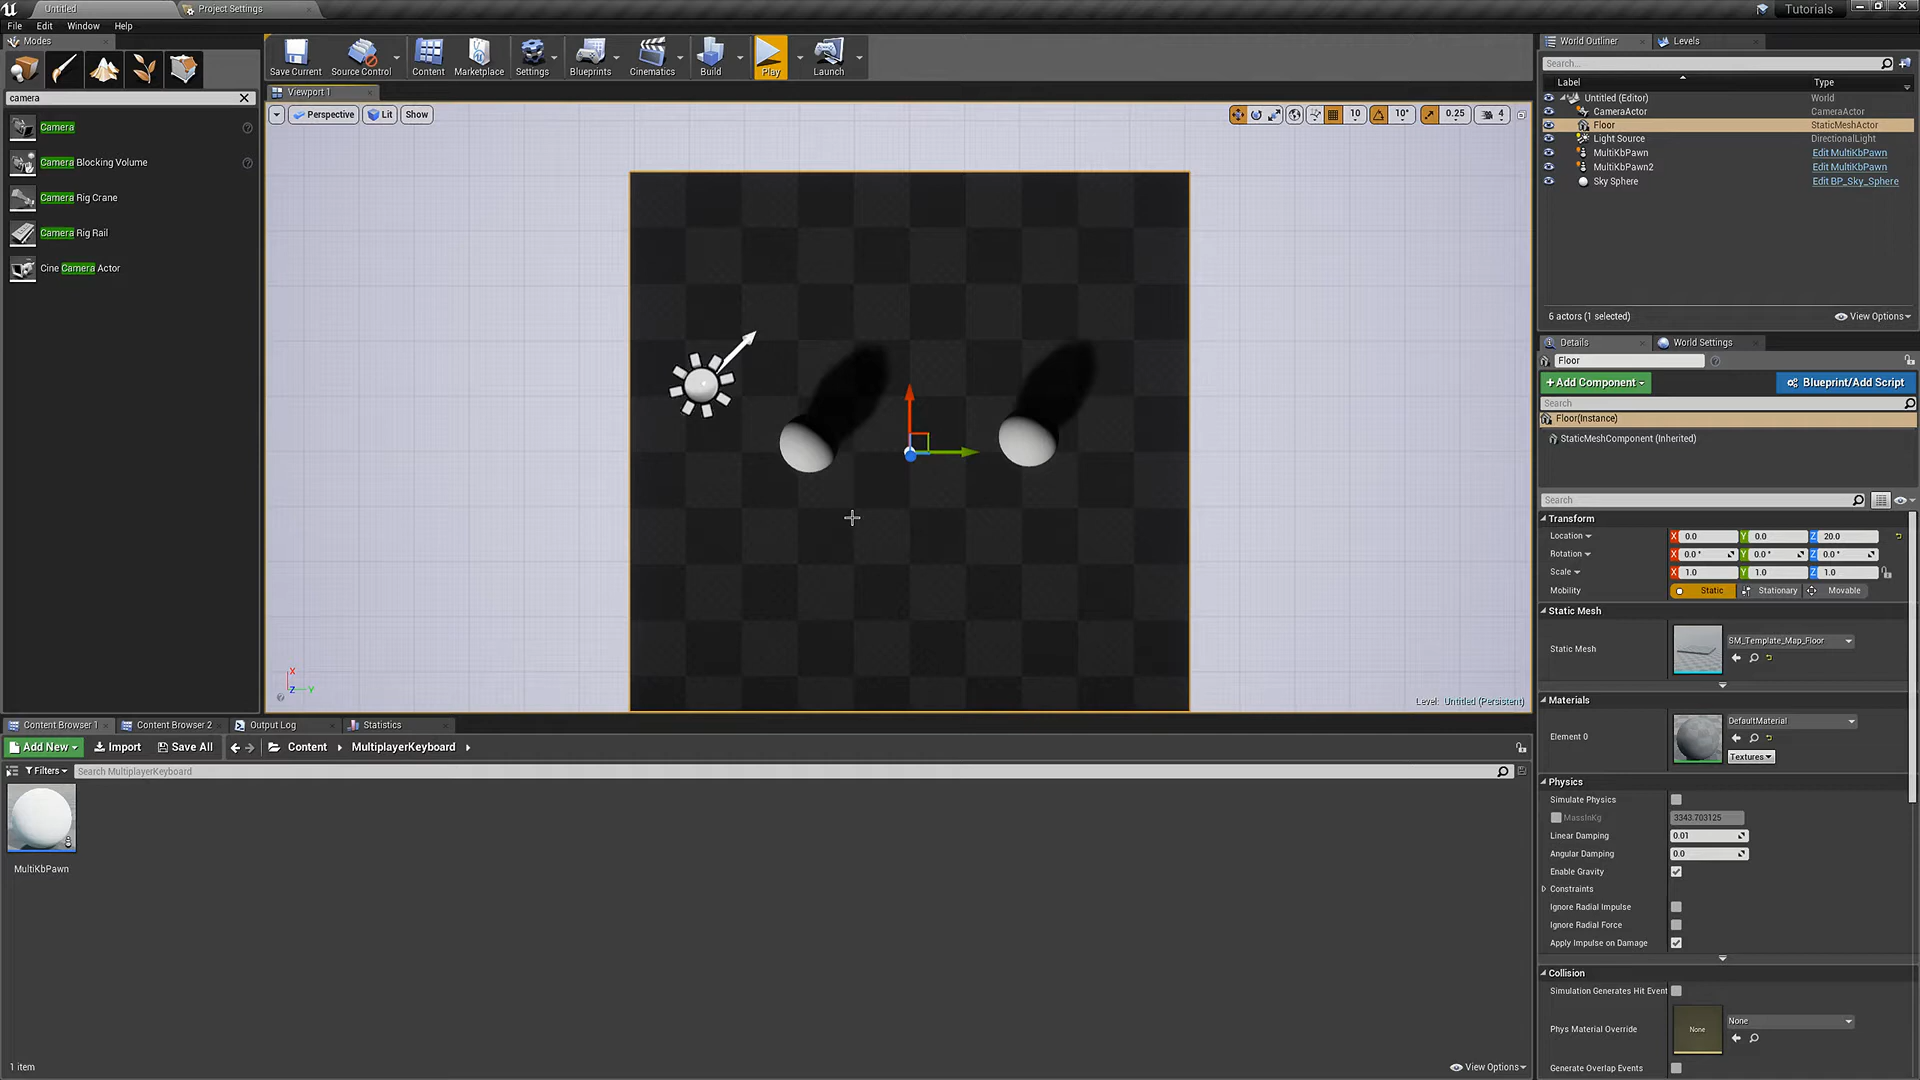 Untitled
Project Settings
Tutorials
File Edit Window Help
Modes
camera
Camera
Camera Blocking Volume
Camera Rig Crane
Camera Rig Rail
Cine Camera Actor
Save Current
Source Control
Content
Marketplace
Settings
Blueprints
Cinematics
Build
Play
Launch
Viewport 1
Perspective
Lit
Show
10
10°
0.25
4
X
Z
Y
Level: Untitled (Persistent)
World Outliner
Levels
Search...
Label Type
Untitled (Editor) World
CameraActor CameraActor
Floor StaticMeshActor
Light Source DirectionalLight
MultiKbPawn Edit MultiKbPawn
MultiKbPawn2 Edit MultiKbPawn
Sky Sphere Edit BP_Sky_Sphere
6 actors (1 selected)
View Options
Details
World Settings
Floor
+Add Component
Blueprint/Add Script
Search
Floor(Instance)
StaticMeshComponent (Inherited)
Search
Transform
Location X 0.0 Y 0.0 Z 20.0
Rotation X 0.0° Y 0.0° Z 0.0°
Scale X 1.0 Y 1.0 Z 1.0
Mobility Static Stationary Movable
Static Mesh
Static Mesh
SM_Template_Map_Floor
Materials
Element 0
DefaultMaterial
Textures
Physics
Simulate Physics
MassInKg 3343.703125
Linear Damping 0.01
Angular Damping 0.0
Enable Gravity
Constraints
Ignore Radial Impulse
Ignore Radial Force
Apply Impulse on Damage
Collision
Simulation Generates Hit Event
Phys Material Override
None
None
Generate Overlap Events
Content Browser 1
Content Browser 2
Output Log
Statistics
Add New
Import
Save All
Content
MultiplayerKeyboard
Filters
Search MultiplayerKeyboard
MultiKbPawn
1 item
View Options